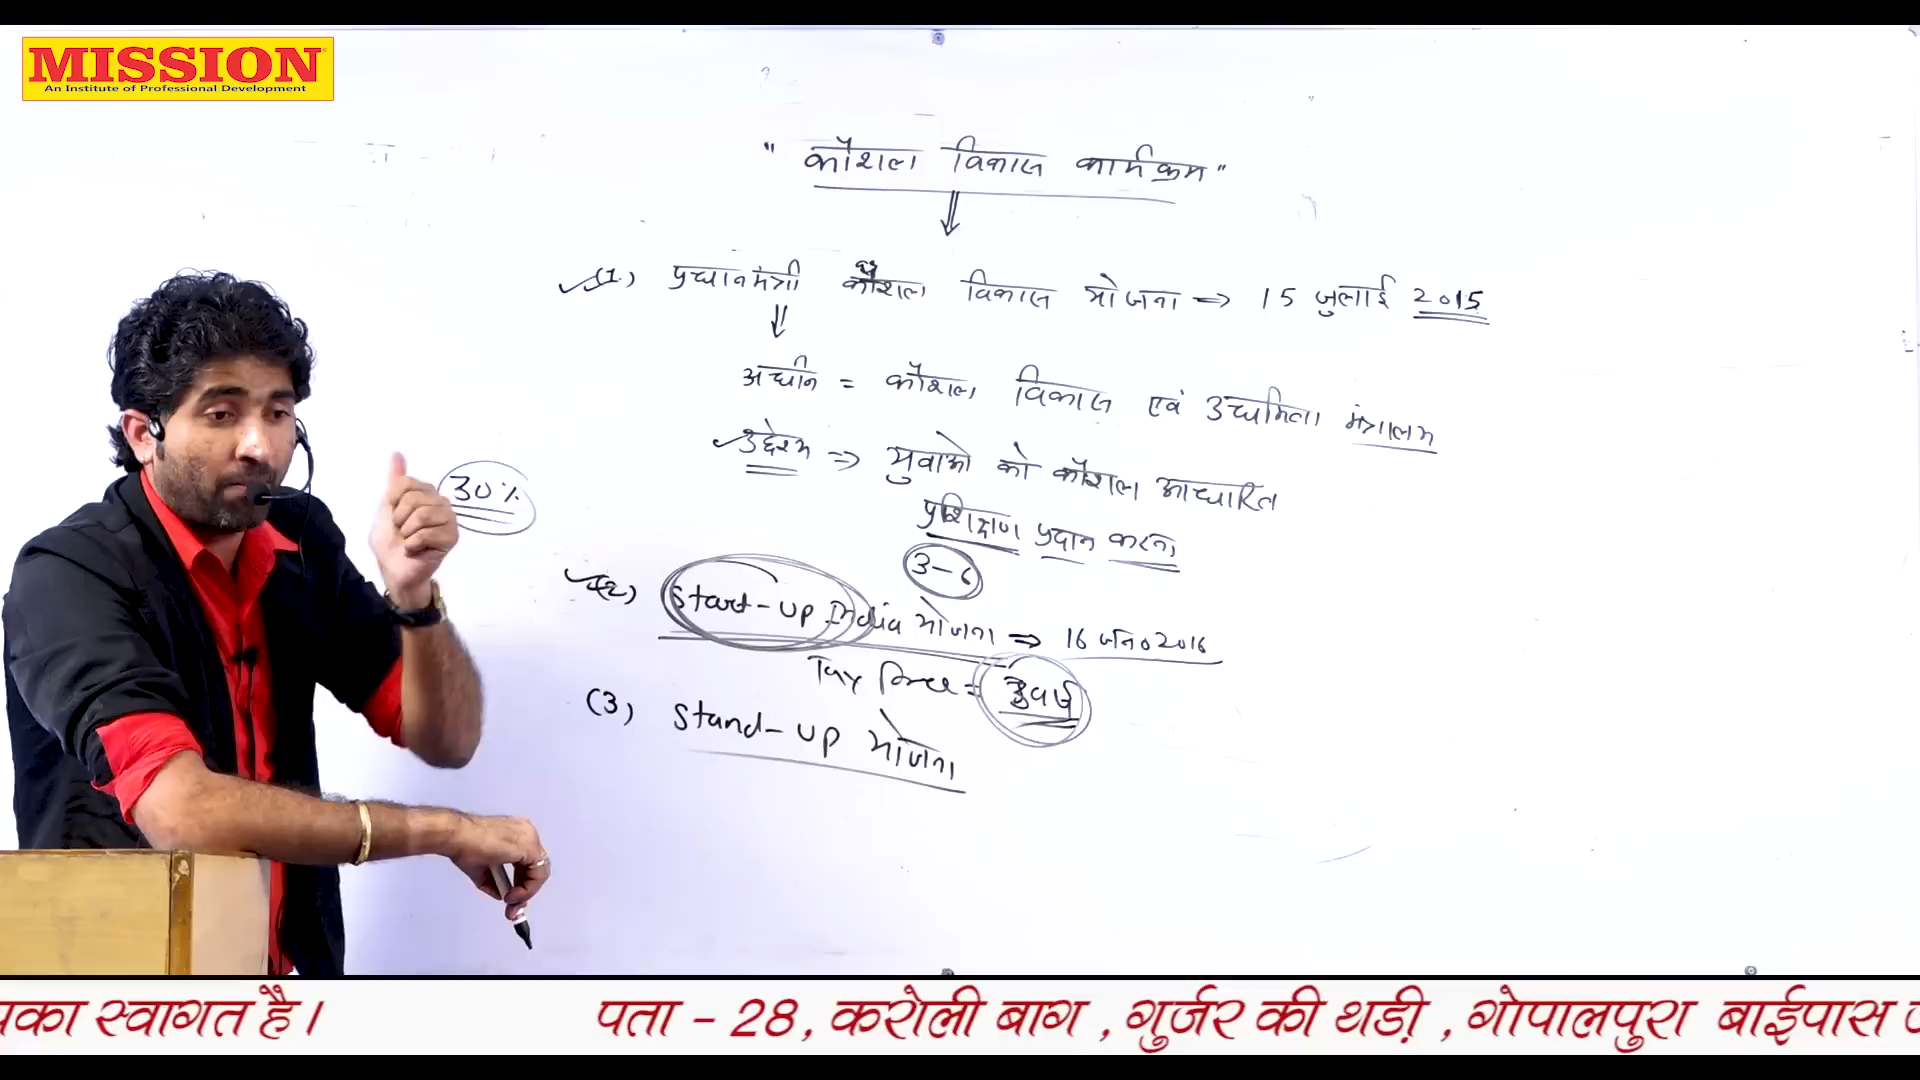 MISSION
An Institute of Professional Development
" कौशल विकास कार्यक्रम "
(1.) प्रधानमंत्री कौशल विकास योजना ⇒ 15 जुलाई 2015
अधीन = कौशल विकास एवं उद्यमिता मंत्रालय
उद्देश्य ⇒ युवाओ को कौशल आधारित
प्रशिक्षण प्रदान करना
30%
3-6
(2) Start-up India योजना ⇒ 16 जन० 2016
Tax free = 3 वर्ष
(3) Stand-up योजना
स्वागत है । पता - 28, करोली बाग , गुर्जर की थडी़ , गोपालपुरा बाईपास